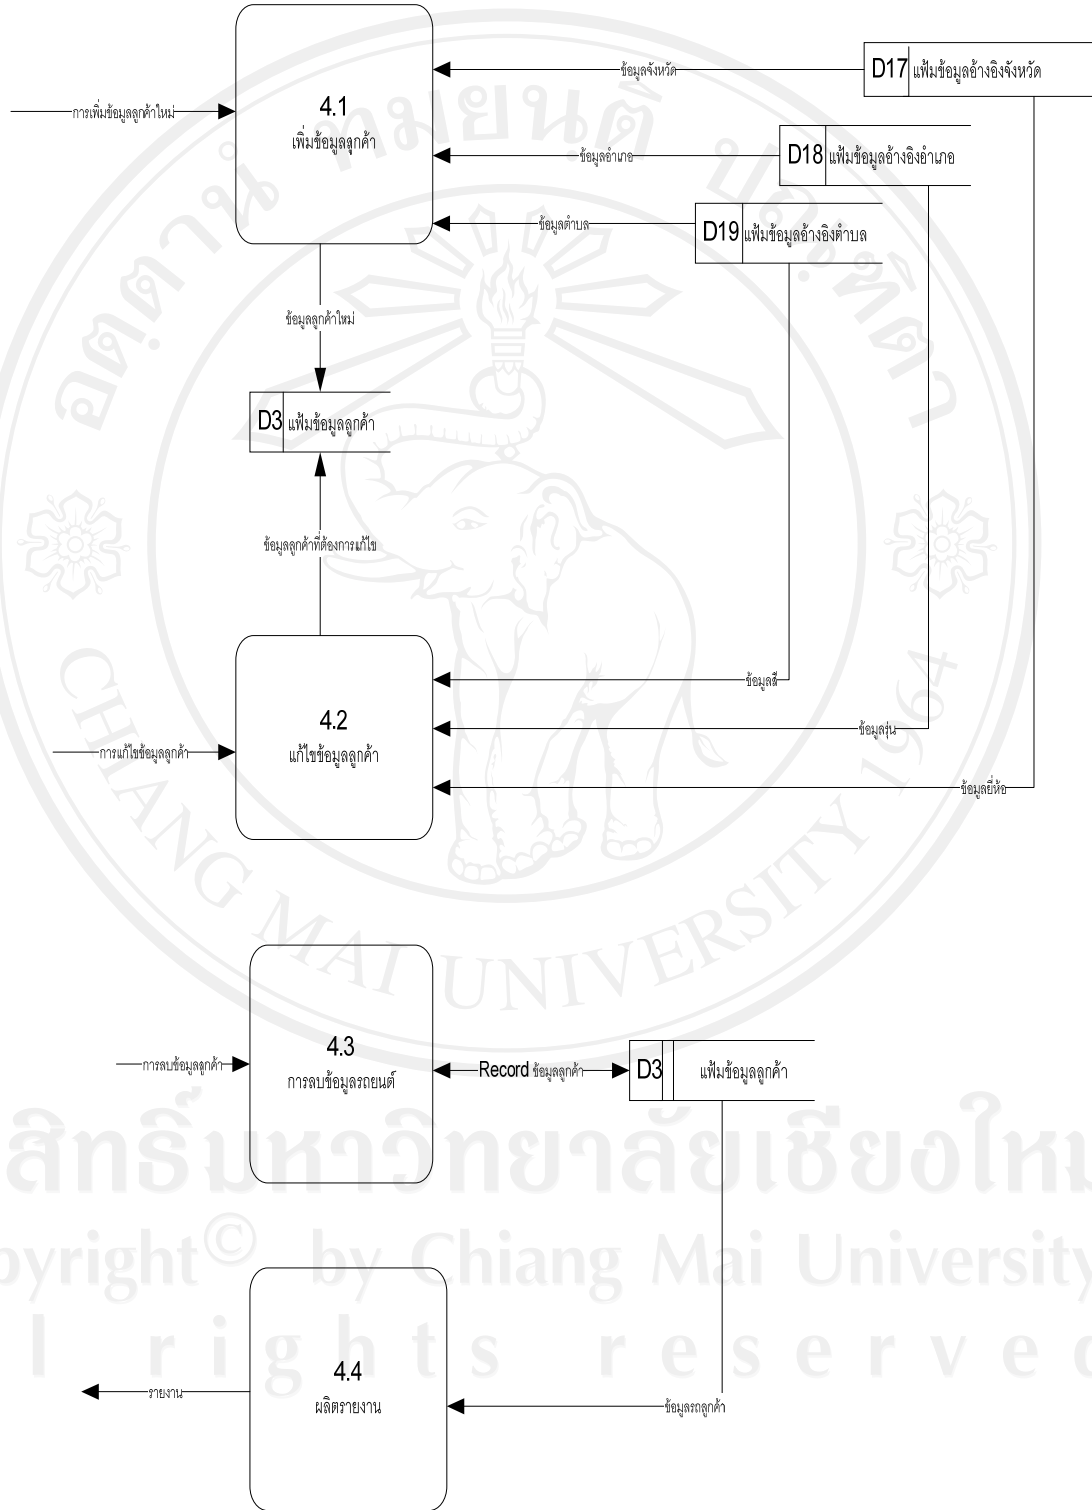 4.1
เพิ่มข้อมูลลูกค้า
การเพิ่มข้อมูลลูกค้าใหม่
ข้อมูลจังหวัด
D17 แฟ้มข้อมูลอ้างอิงจังหวัด
ข้อมูลอำเภอ
D18 แฟ้มข้อมูลอ้างอิงอำเภอ
ข้อมูลตำบล
D19 แฟ้มข้อมูลอ้างอิงตำบล
ข้อมูลลูกค้าใหม่
D3 แฟ้มข้อมูลลูกค้า
ข้อมูลลูกค้าที่ต้องการแก้ไข
4.2
แก้ไขข้อมูลลูกค้า
การแก้ไขข้อมูลลูกค้า
ข้อมูลสี
ข้อมูลรุ่น
ข้อมูลยี่ห้อ
4.3
การลบข้อมูลรถยนต์
การลบข้อมูลลูกค้า
Record ข้อมูลลูกค้า
D3 แฟ้มข้อมูลลูกค้า
4.4
ผลิตรายงาน
รายงาน
ข้อมูลรถลูกค้า
CHIANG MAI UNIVERSITY 1964
สิทธิ์มหาวิทยาลัยเชียงใหม
pyright © by Chiang Mai University
l rights reserved